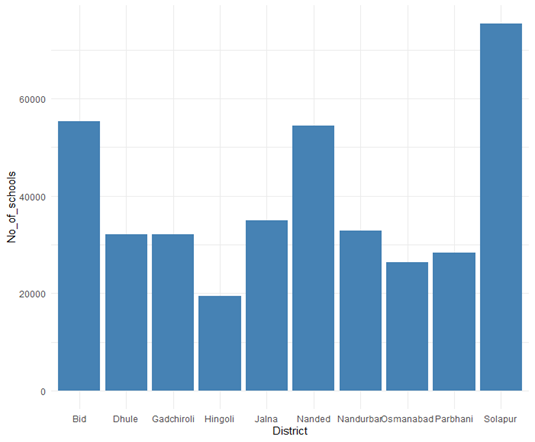 No_of_schools
60000
40000
20000
0
Bid Dhule Gadchiroli Hingoli Jalna Nanded Nandurbar Osmanabad Parbhani Solapur
District